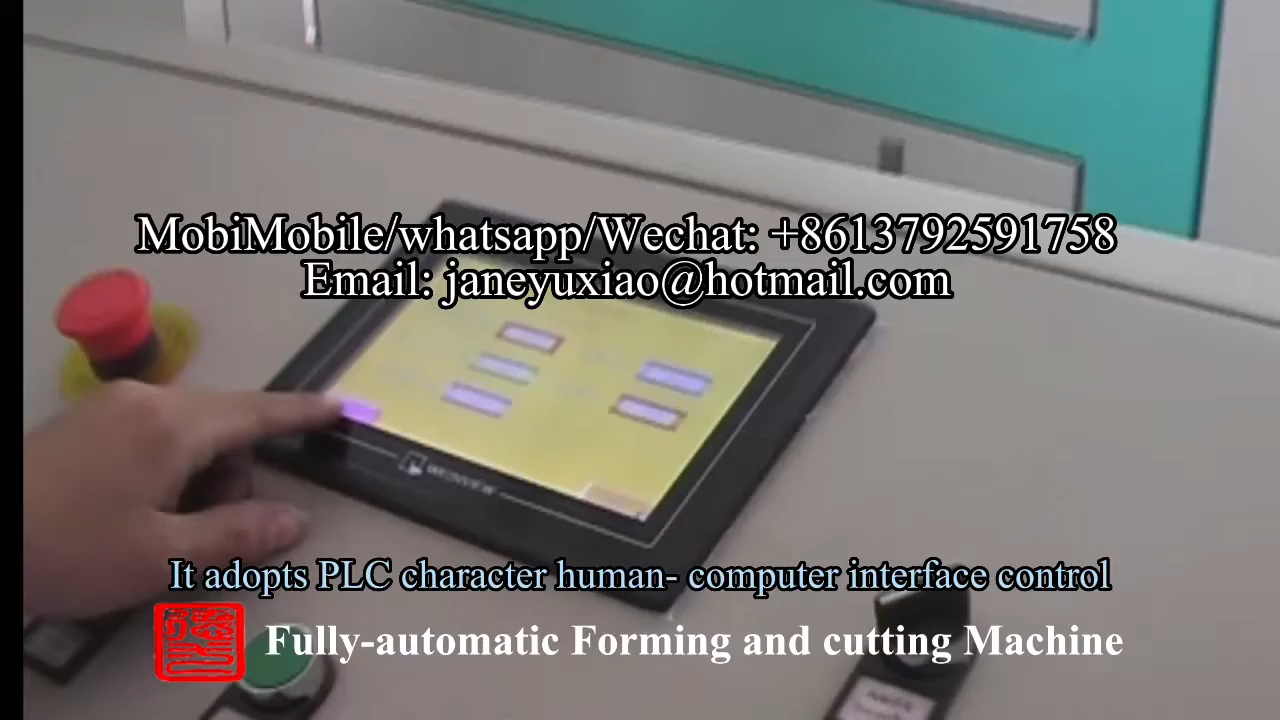 MobiMobile/whatsapp/Wechat: +8613792591758
Email: janeyuxiao@hotmail.com
WEINVIEW
It adopts PLC character human- computer interface control
Fully-automatic Forming and cutting Machine